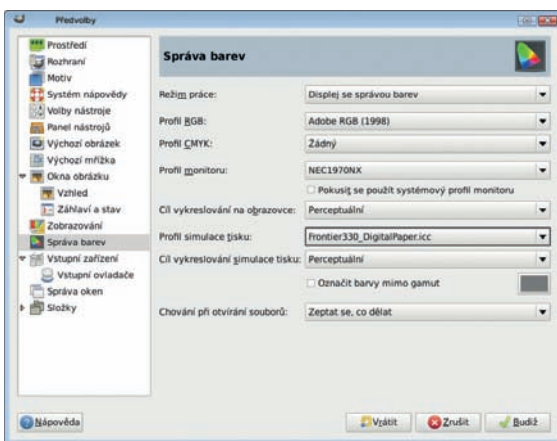 Předvolby
Prostředí
Rozhraní
Motiv
Systém nápovědy
Volby nástroje
Panel nástrojů
Výchozí obrázek
Výchozí mřížka
Okna obrázku
Vzhled
Záhlaví a stav
Zobrazování
Správa barev
Vstupní zařízení
Vstupní ovladače
Správa oken
Složky
Správa barev
Režim práce: Displej se správou barev
Profil RGB: Adobe RGB (1998)
Profil CMYK: Žádný
Profil monitoru: NEC1970NX
Pokusit se použít systémový profil monitoru
Cíl vykreslování na obrazovce: Perceptuální
Profil simulace tisku: Frontier330_DigitalPaper.icc
Cíl vykreslování simulace tisku: Perceptuální
Označit barvy mimo gamut
Chování při otvírání souborů: Zeptat se, co dělat
Nápověda Vrátit Zrušit Budiž